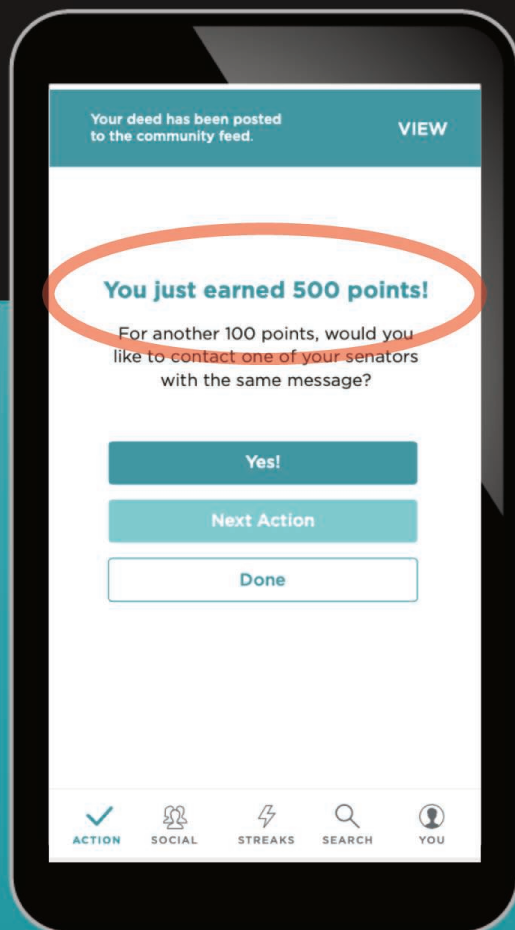 Your deed has been posted
to the community feed.
VIEW
You just earned 500 points!
For another 100 points, would you
like to contact one of your senators
with the same message?
Yes!
Next Action
Done
ACTION SOCIAL STREAKS SEARCH YOU